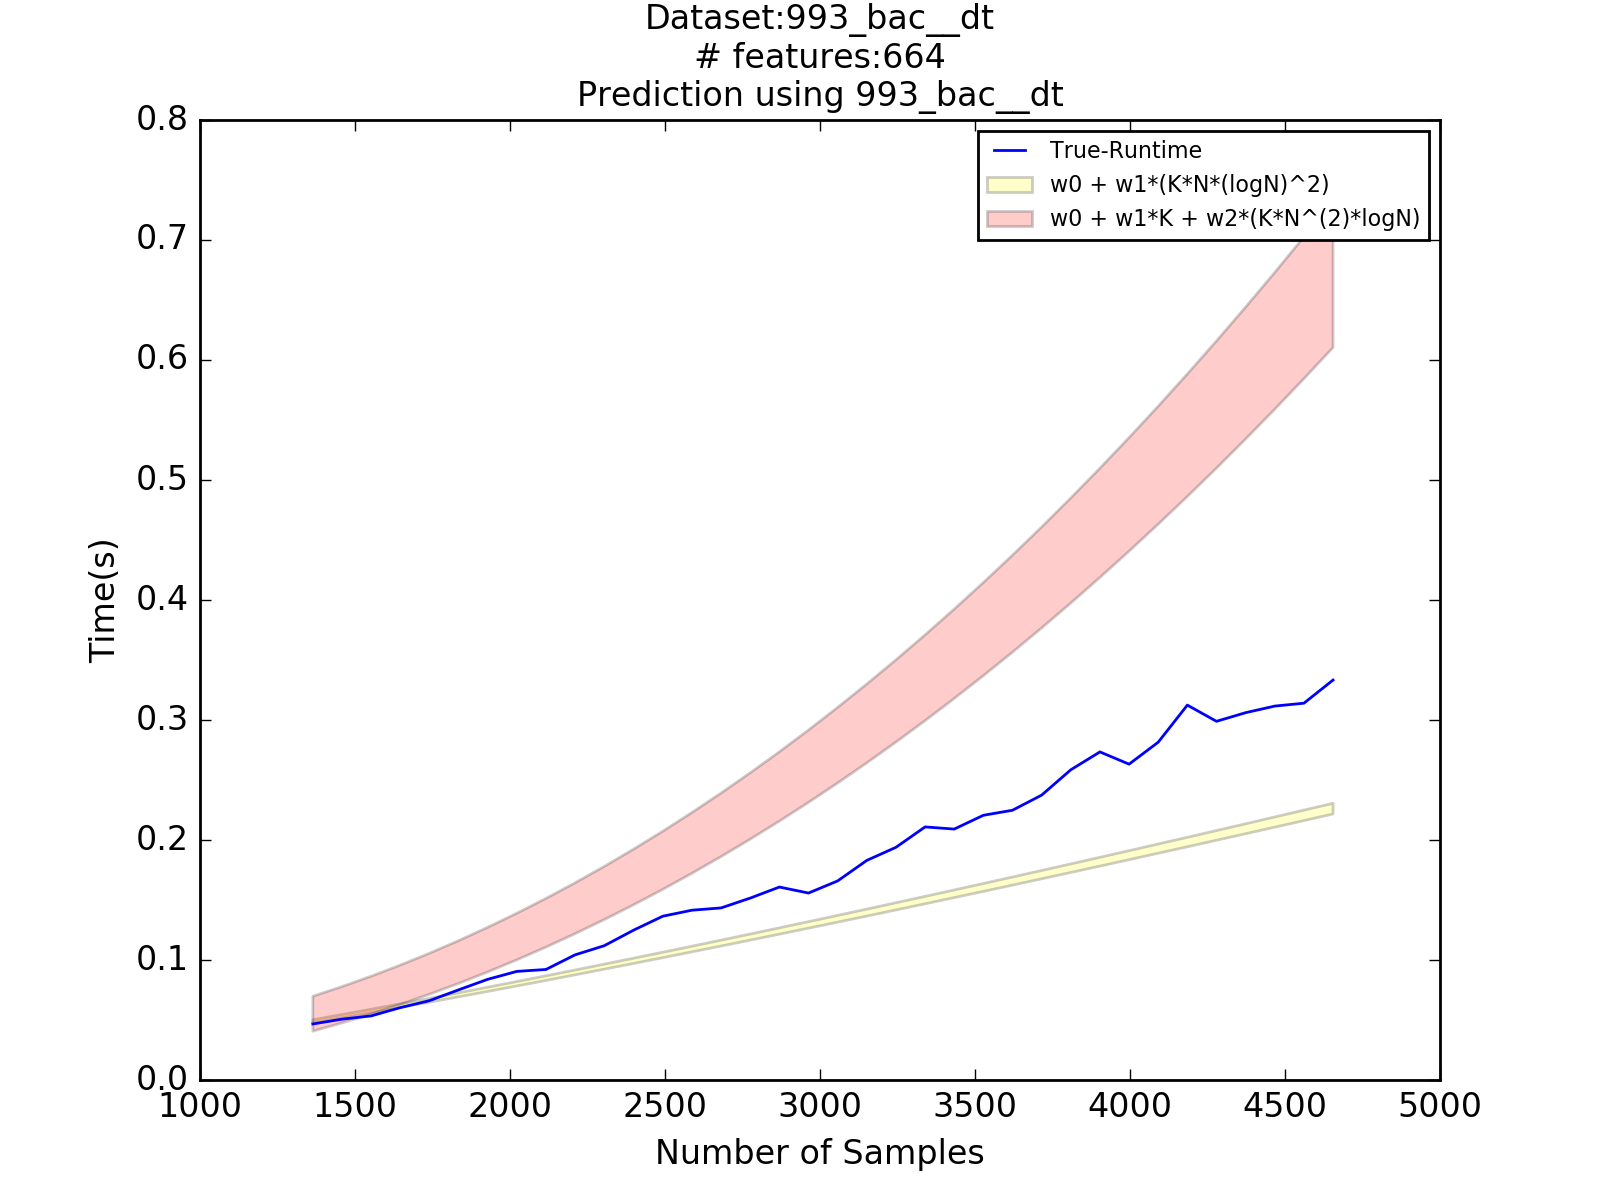 Dataset:993_bac__dt
# features:664
Prediction using 993_bac__dt
True-Runtime
w0 + w1*(K*N*(logN)^2)
w0 + w1*K + w2*(K*N^(2)*logN)
0.8
0.7
0.6
0.5
0.4
0.3
0.2
0.1
0.0
Time(s)
1000 1500 2000 2500 3000 3500 4000 4500 5000
Number of Samples